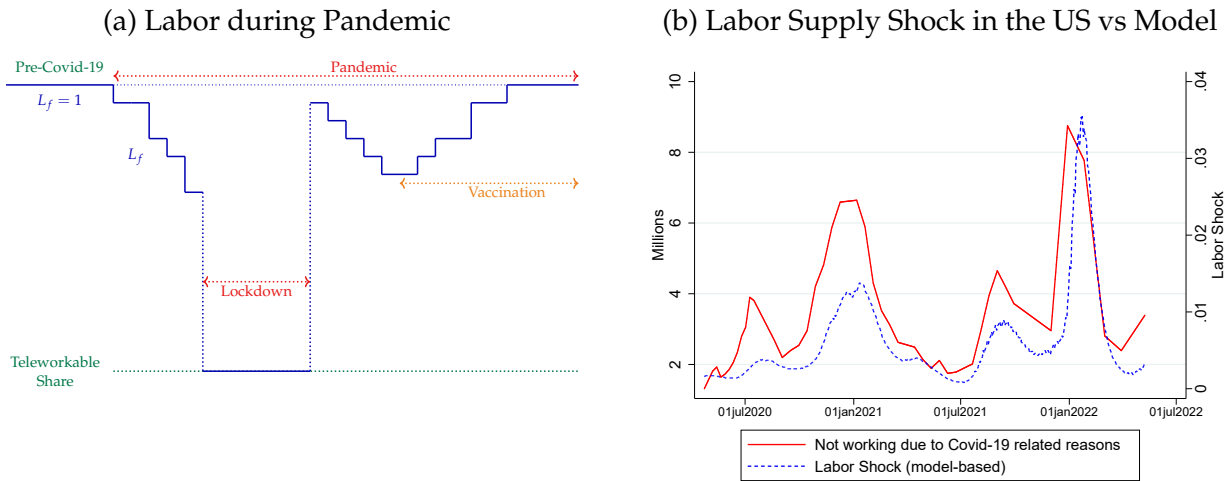 (a) Labor during Pandemic
Pre-Covid-19
Pandemic
L_f = 1
L_f
Vaccination
Lockdown
Teleworkable
Share
(b) Labor Supply Shock in the US vs Model
10
8
6
4
2
Millions
.04
.03
.02
.01
0
Labor Shock
01jul2020
01jan2021
01jul2021
01jan2022
01jul2022
Not working due to Covid-19 related reasons
Labor Shock (model-based)